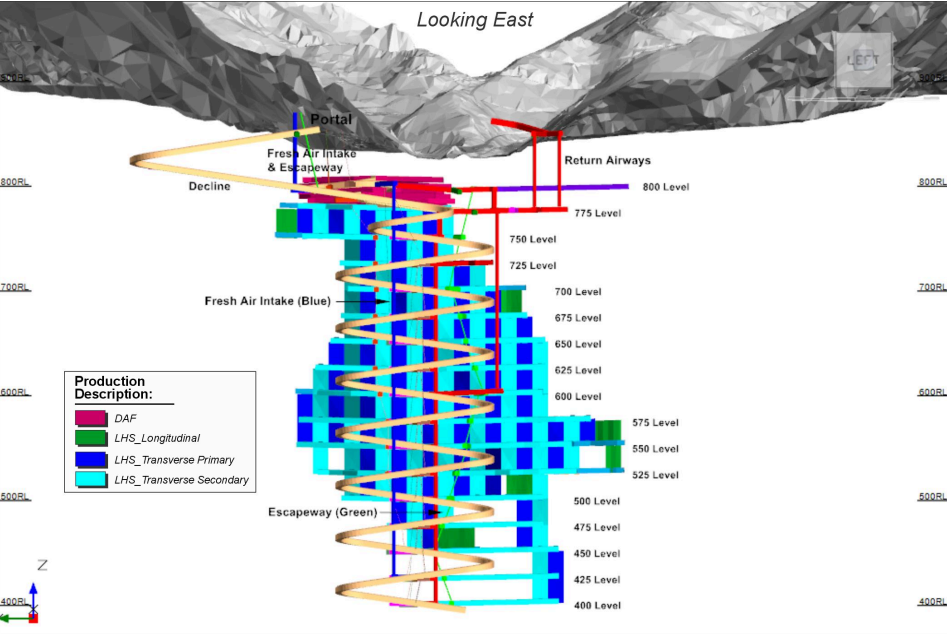 Looking East
LEFT
900RL
900RL
Portal
Fresh Air Intake
& Escapeway
Return Airways
Decline
800RL
800 Level
800RL
775 Level
750 Level
725 Level
700RL
700 Level
700RL
Fresh Air Intake (Blue)
675 Level
650 Level
625 Level
Production
Description:
DAF
LHS_Longitudinal
LHS_Transverse Primary
LHS_Transverse Secondary
600RL
600 Level
600RL
575 Level
550 Level
525 Level
500RL
500 Level
500RL
Escapeway (Green)
475 Level
450 Level
425 Level
Z
400RL
400 Level
400RL